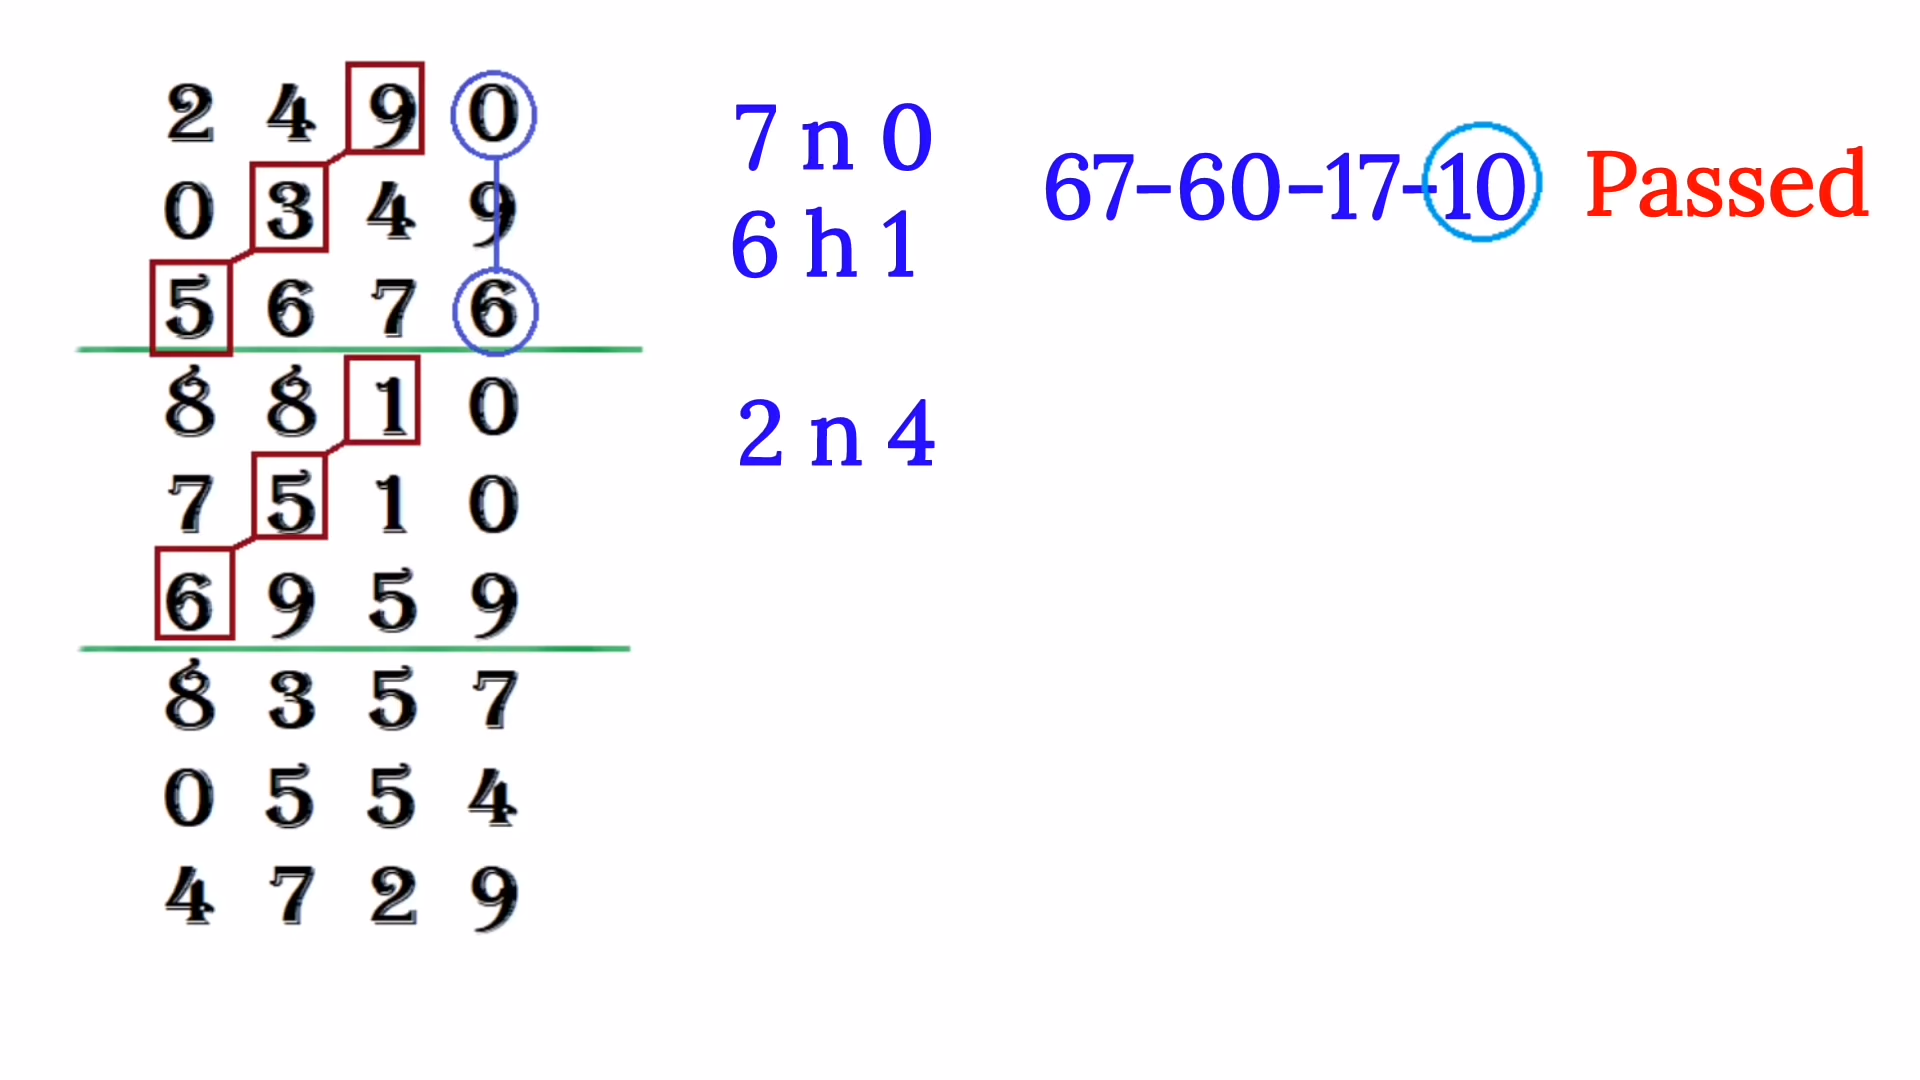 2 4 9 0
0 3 4 9
5 6 7 6
8 8 1 0
7 5 1 0
6 9 5 9
8 3 5 7
0 5 5 4
4 7 2 9
7 n 0
6 h 1
2 n 4
67-60-17-10 Passed